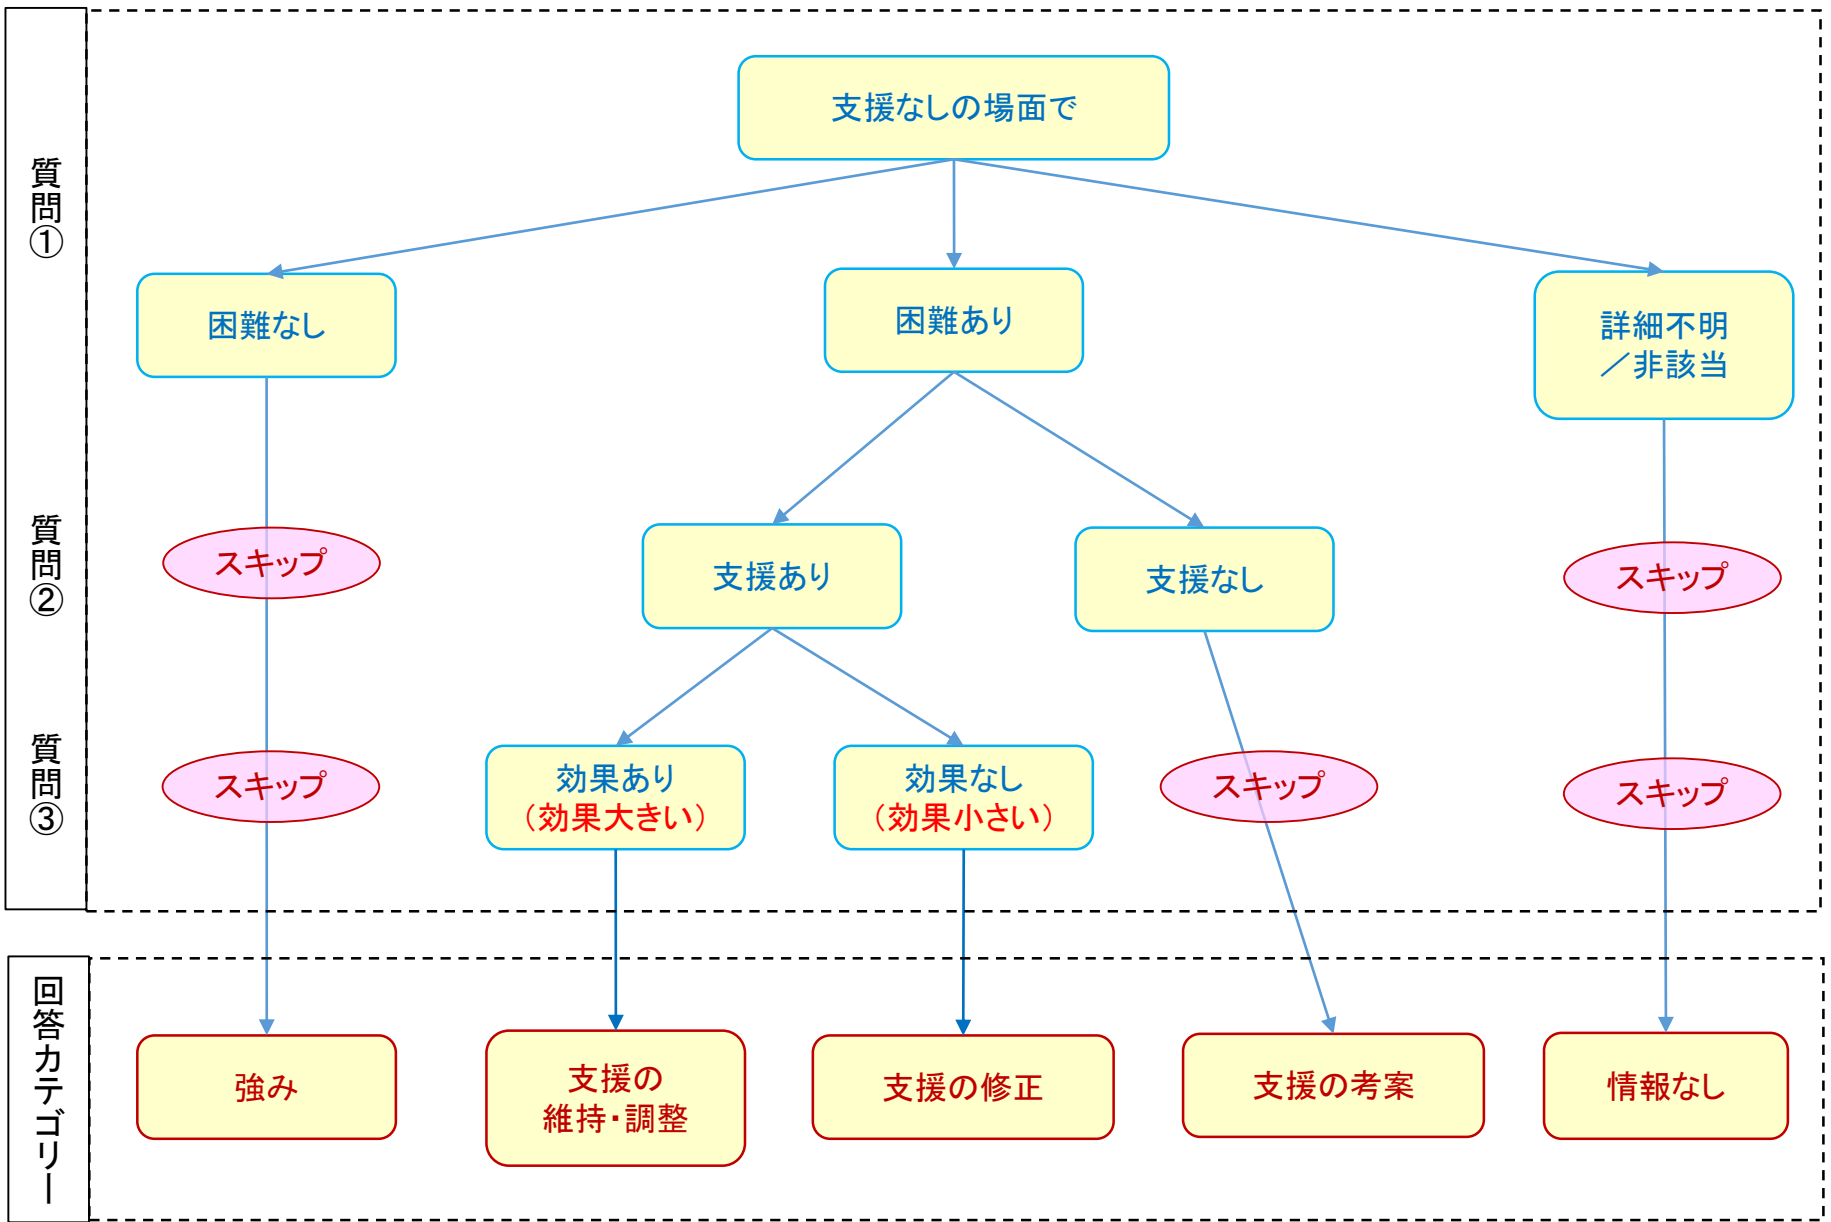 質問①
支援なしの場面で
困難なし
困難あり
詳細不明
／非該当
質問②
スキップ
支援あり
支援なし
スキップ
質問③
スキップ
効果あり
（効果大きい）
効果なし
（効果小さい）
スキップ
スキップ
回答カテゴリー
強み
支援の
維持・調整
支援の修正
支援の考案
情報なし